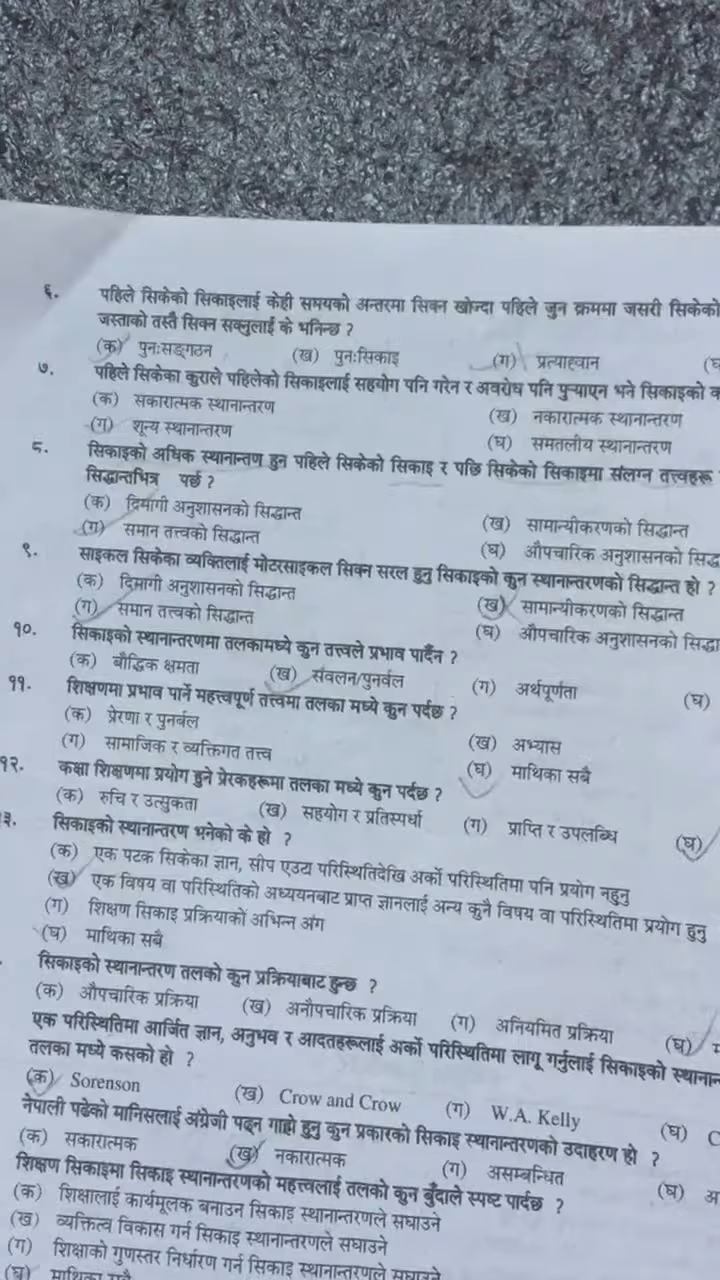 ६. पहिले सिकेको सिकाइलाई केही समयको अन्तरमा सिक्न खोज्दा पहिले जुन क्रममा जसरी सिकेको
जस्ताको तस्तै सिक्न सक्नुलाई के भनिन्छ ?
(क) पुनःसङ्गठन (ख) पुनःसिकाइ (ग) प्रत्याह्वान (घ
७. पहिले सिकेका कुराले पहिलेको सिकाइलाई सहयोग पनि गरेन र अवरोध पनि पुऱ्याएन भने सिकाइको
(क) सकारात्मक स्थानान्तरण (ख) नकारात्मक स्थानान्तरण
(ग) शून्य स्थानान्तरण (घ) समतलीय स्थानान्तरण
८. सिकाइको अधिक स्थानान्तण हुन पहिले सिकेको सिकाइ र पछि सिकेको सिकाइमा संलग्न तत्त्वहरू
सिद्धान्तभित्र पर्छ ?
(क) दिमागी अनुशासनको सिद्धान्त (ख) सामान्यीकरणको सिद्धान्त
(ग) समान तत्त्वको सिद्धान्त (घ) औपचारिक अनुशासनको सिद्ध
९. साइकल सिकेका व्यक्तिलाई मोटरसाइकल सिक्न सरल हुनु सिकाइको कुन स्थानान्तरणको सिद्धान्त हो ?
(क) दिमागी अनुशासनको सिद्धान्त (ख) सामान्यीकरणको सिद्धान्त
(ग) समान तत्त्वको सिद्धान्त (घ) औपचारिक अनुशासनको सिद्धा
१०. सिकाइको स्थानान्तरणमा तलकामध्ये कुन तत्त्वले प्रभाव पार्दैन ?
(क) बौद्धिक क्षमता (ख) संवलन/पुनर्वल (ग) अर्थपूर्णता (घ)
११. शिक्षणमा प्रभाव पार्ने महत्त्वपूर्ण तत्त्वमा तलका मध्ये कुन पर्दछ ?
(क) प्रेरणा र पुनर्बल (ख) अभ्यास
(ग) सामाजिक र व्यक्तिगत तत्त्व (घ) माथिका सबै
१२. कक्षा शिक्षणमा प्रयोग हुने प्रेरकहरूमा तलका मध्ये कुन पर्दछ ?
(क) रुचि र उत्सुकता (ख) सहयोग र प्रतिस्पर्धा (ग) प्राप्ति र उपलब्धि (घ)
३. सिकाइको स्थानान्तरण भनेको के हो ?
(क) एक पटक सिकेका ज्ञान, सीप एउटा परिस्थितिदेखि अर्को परिस्थितिमा पनि प्रयोग नहुनु
(ख) एक विषय वा परिस्थितिको अध्ययनबाट प्राप्त ज्ञानलाई अन्य कुनै विषय वा परिस्थितिमा प्रयोग हुनु
(ग) शिक्षण सिकाइ प्रक्रियाको अभिन्न अंग
(घ) माथिका सबै
सिकाइको स्थानान्तरण तलको कुन प्रक्रियाबाट हुन्छ ?
(क) औपचारिक प्रक्रिया (ख) अनौपचारिक प्रक्रिया (ग) अनियमित प्रक्रिया (घ)
एक परिस्थितिमा आर्जित ज्ञान, अनुभव र आदतहरूलाई अर्को परिस्थितिमा लागू गर्नुलाई सिकाइको स्थानान
तलका मध्ये कसको हो ?
(क) Sorenson (ख) Crow and Crow (ग) W.A. Kelly (घ) C
नेपाली पढेको मानिसलाई अंग्रेजी पढ्न गाह्रो हुनु कुन प्रकारको सिकाइ स्थानान्तरणको उदाहरण हो ?
(क) सकारात्मक (ख) नकारात्मक (ग) असम्बन्धित (घ) अ
शिक्षण सिकाइमा सिकाइ स्थानान्तरणको महत्त्वलाई तलको कुन बुँदाले स्पष्ट पार्दछ ?
(क) शिक्षालाई कार्यमूलक बनाउन सिकाइ स्थानान्तरणले सघाउने
(ख) व्यक्तित्व विकास गर्न सिकाइ स्थानान्तरणले सघाउने
(ग) शिक्षाको गुणस्तर निर्धारण गर्न सिकाइ स्थानान्तरणले सघाउने
(घ) माथिका सबै